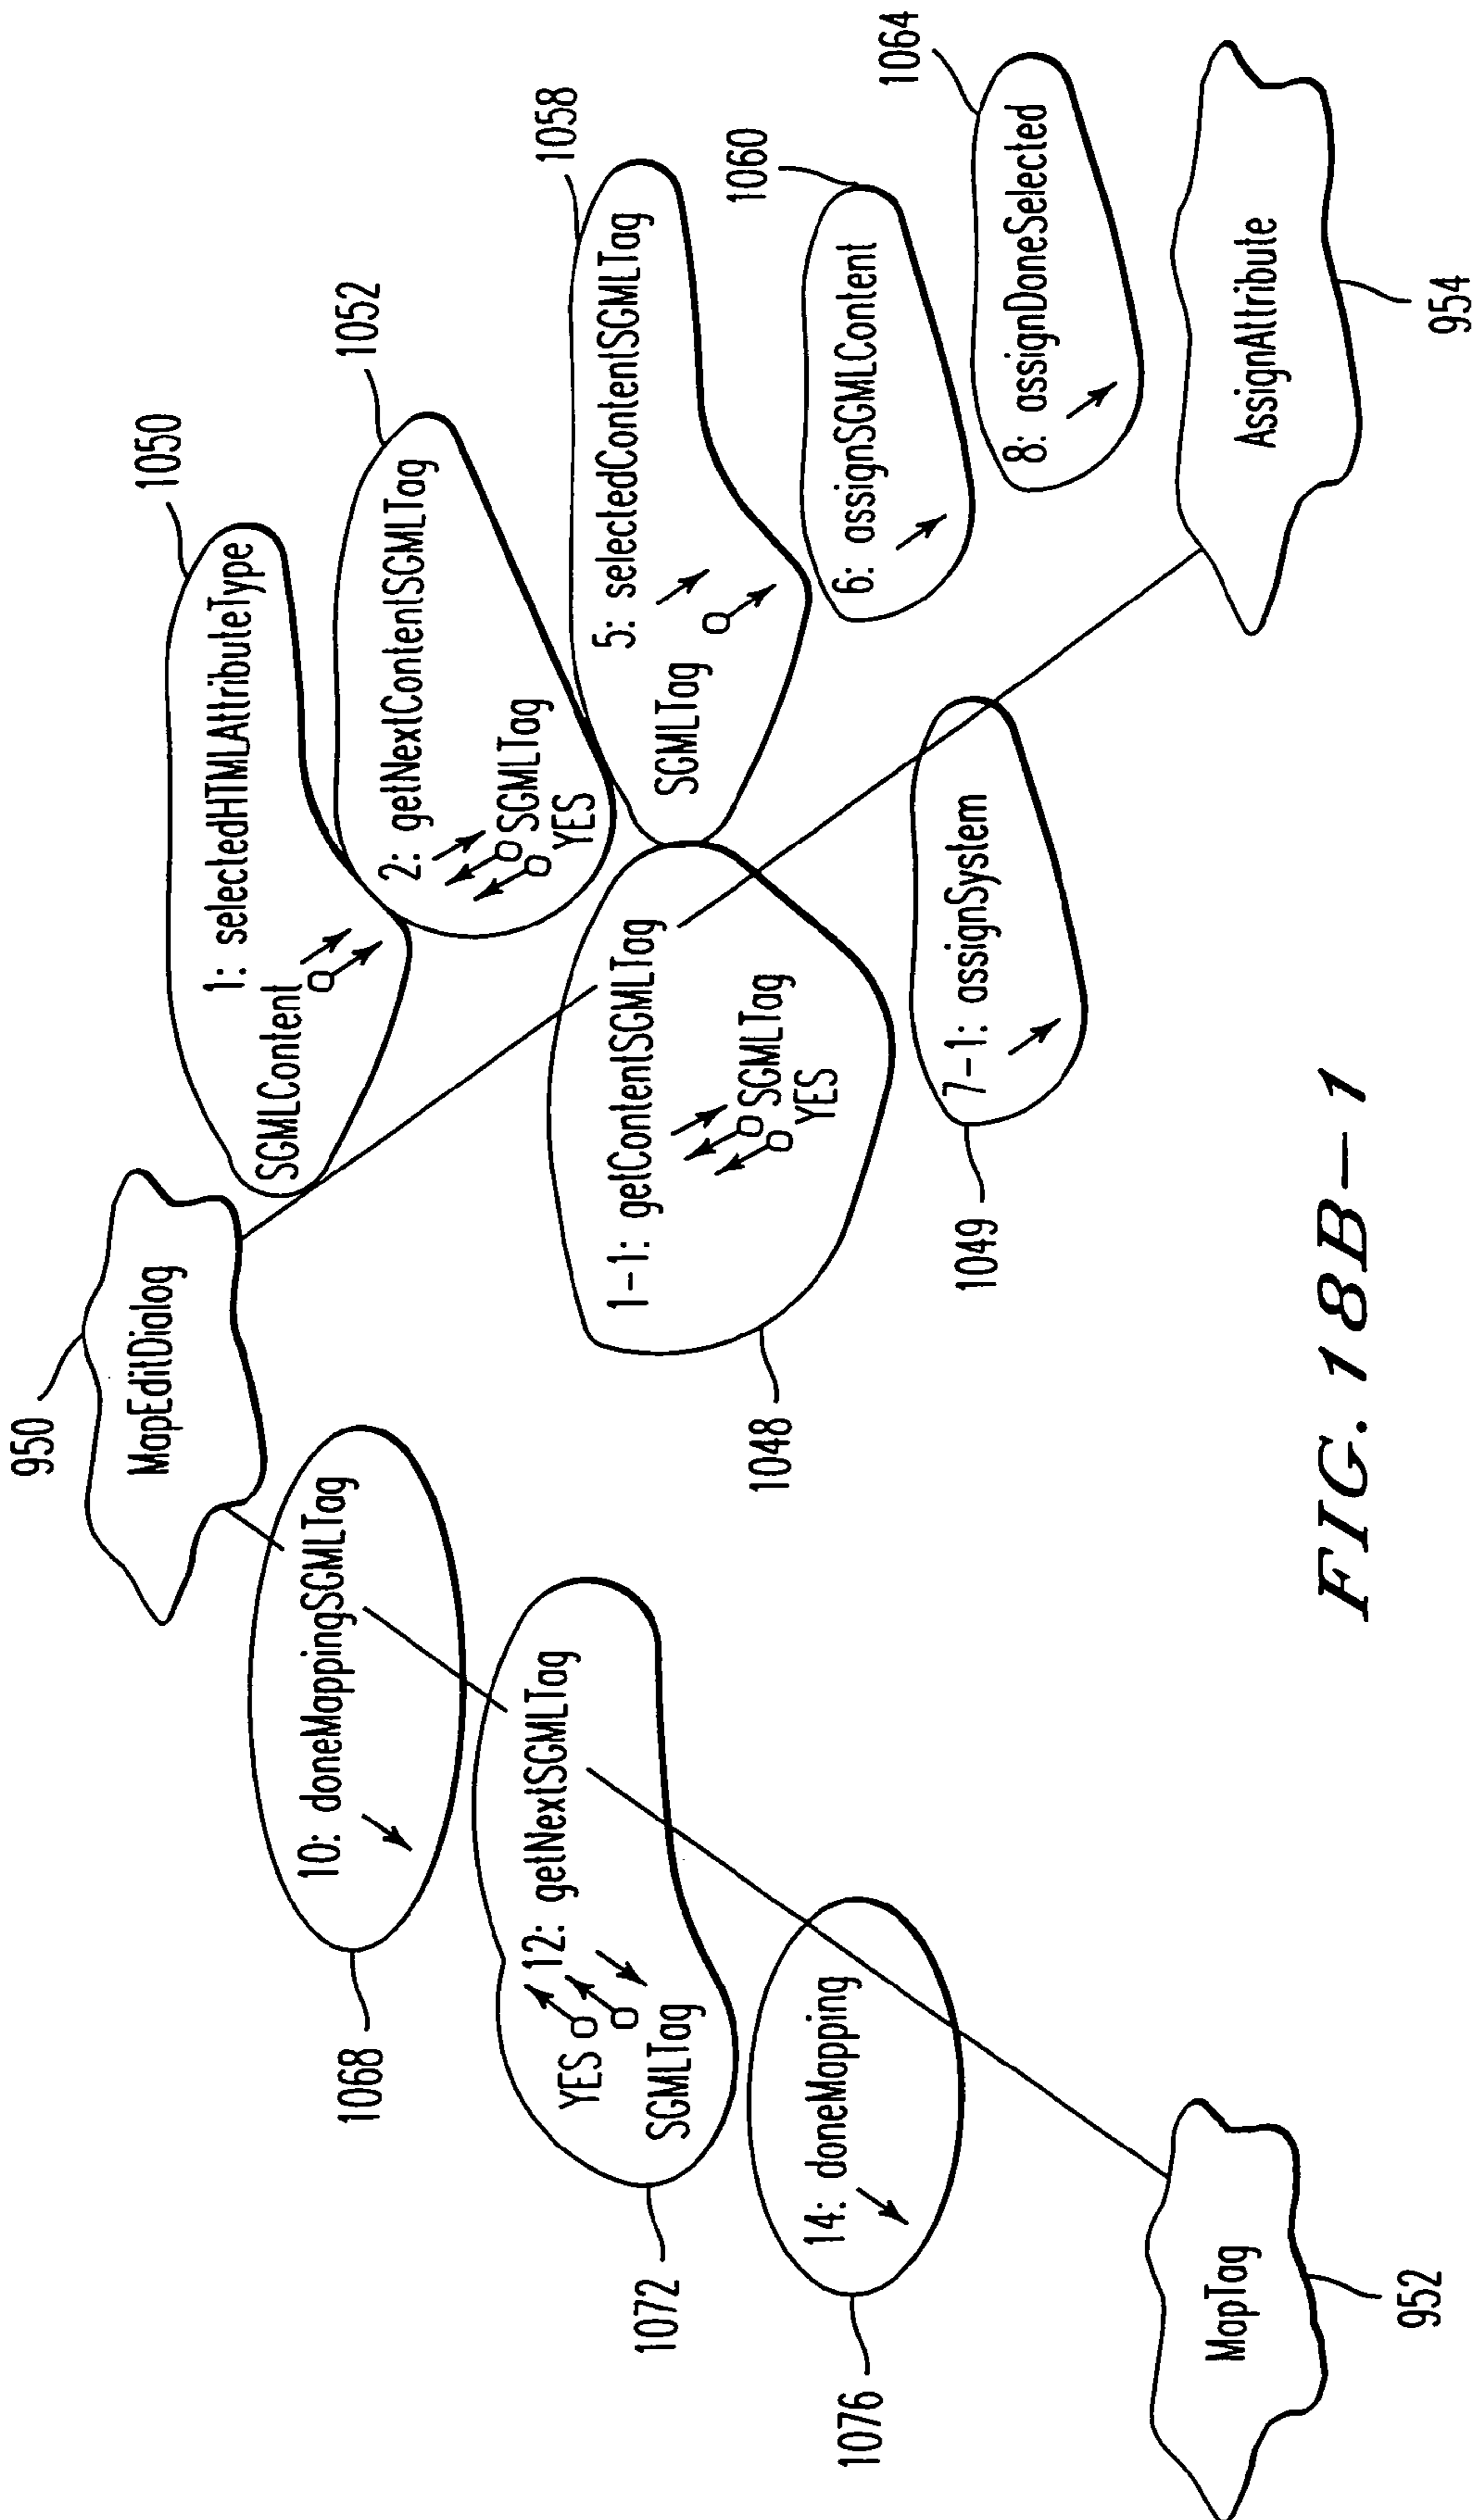 950
MapEditDialog
1050
1: selectedHTMLAttributeType
SGMLContent
1052
2: getNextContentSGMLTag
SGMLTag
YES
1058
5: selectedContentSGMLTag
SGMLTag
1060
6: assignSGMLContent
1064
8: assignDoneSelected
AssignAttribute
954
1-1: getContentSGMLTag
SGMLTag
YES
1048
7-1: assignSystem
1049
10: doneMappingSGMLTag
1068
12: getNextSGMLTag
YES
SGMLTag
1072
14: doneMapping
1076
MapTag
952
FIG. 18B-1